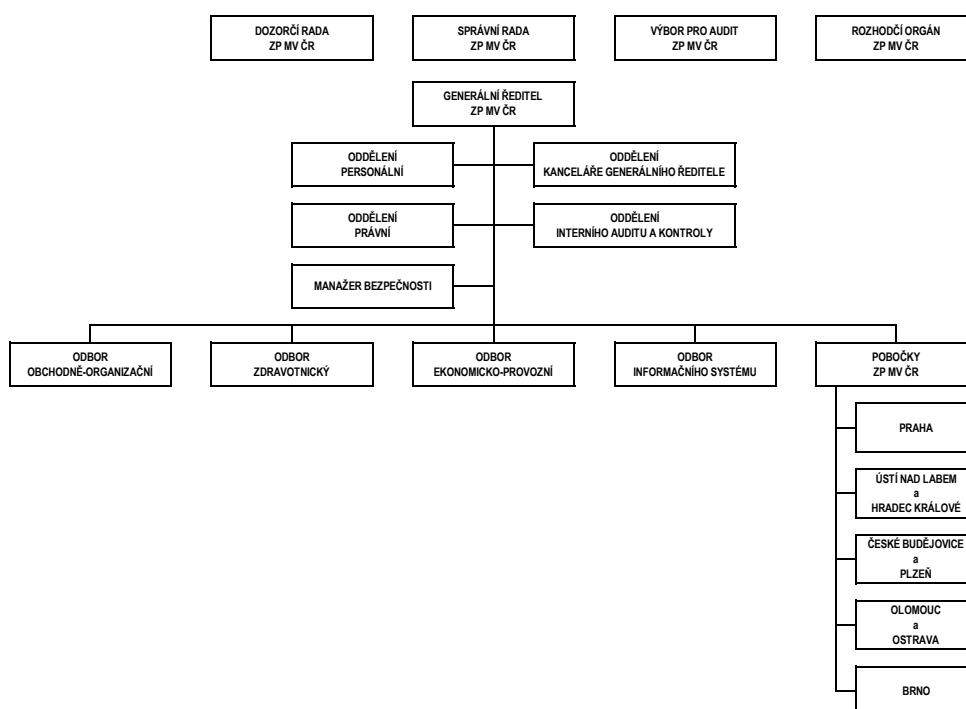 DOZORČÍ RADA
ZP MV ČR
SPRÁVNÍ RADA
ZP MV ČR
VÝBOR PRO AUDIT
ZP MV ČR
ROZHODČÍ ORGÁN
ZP MV ČR
GENERÁLNÍ ŘEDITEL
ZP MV ČR
ODDĚLENÍ
PERSONÁLNÍ
ODDĚLENÍ
KANCELÁŘE GENERÁLNÍHO ŘEDITELE
ODDĚLENÍ
PRÁVNÍ
ODDĚLENÍ
INTERNÍHO AUDITU A KONTROLY
MANAŽER BEZPEČNOSTI
ODBOR
OBCHODNĚ-ORGANIZAČNÍ
ODBOR
ZDRAVOTNICKÝ
ODBOR
EKONOMICKO-PROVOZNÍ
ODBOR
INFORMAČNÍHO SYSTÉMU
POBOČKY
ZP MV ČR
PRAHA
ÚSTÍ NAD LABEM
a
HRADEC KRÁLOVÉ
ČESKÉ BUDĚJOVICE
a
PLZEŇ
OLOMOUC
a
OSTRAVA
BRNO